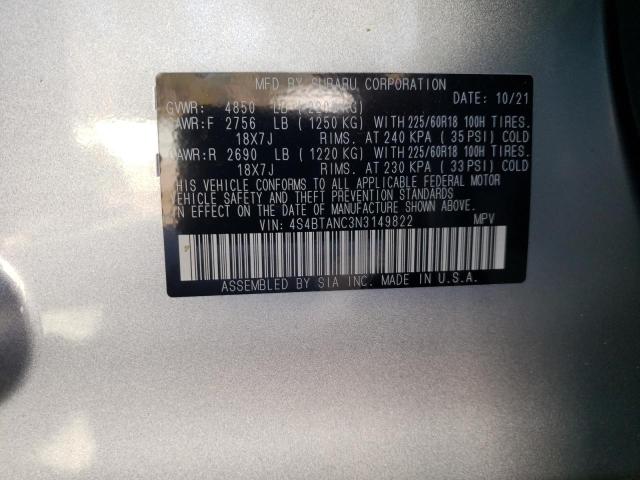 MFD BY SUBARU CORPORATION
DATE: 10/21
GVWR: 4850 LB ( KG)
GAWR:F 2756 LB ( 1250 KG) WITH 225/60R18 100H TIRES.
18X7J RIMS. AT 240 KPA ( 35 PSI) COLD
GAWR:R 2690 LB ( 1220 KG) WITH 225/60R18 100H TIRES.
18X7J RIMS. AT 230 KPA ( 33 PSI) COLD
THIS VEHICLE CONFORMS TO ALL APPLICABLE FEDERAL MOTOR
VEHICLE SAFETY AND THEFT PREVENTION STANDARDS
IN EFFECT ON THE DATE OF MANUFACTURE SHOWN ABOVE.
VIN: 4S4BTANC3N3149822 MPV
ASSEMBLED BY SIA INC. MADE IN U.S.A.